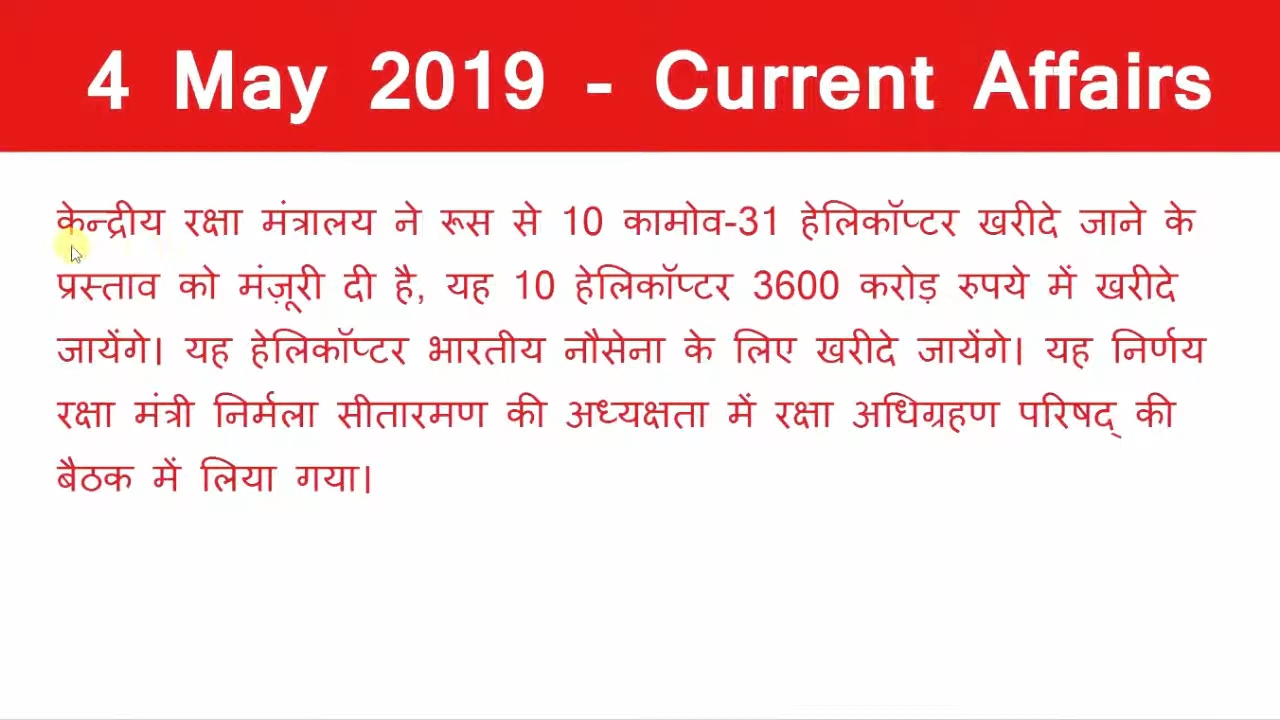 4 May 2019 - Current Affairs
केन्द्रीय रक्षा मंत्रालय ने रूस से 10 कामोव-31 हेलिकॉप्टर खरीदे जाने के
प्रस्ताव को मंज़ूरी दी है, यह 10 हेलिकॉप्टर 3600 करोड़ रुपये में खरीदे
जायेंगे। यह हेलिकॉप्टर भारतीय नौसेना के लिए खरीदे जायेंगे। यह निर्णय
रक्षा मंत्री निर्मला सीतारमण की अध्यक्षता में रक्षा अधिग्रहण परिषद् की
बैठक में लिया गया।